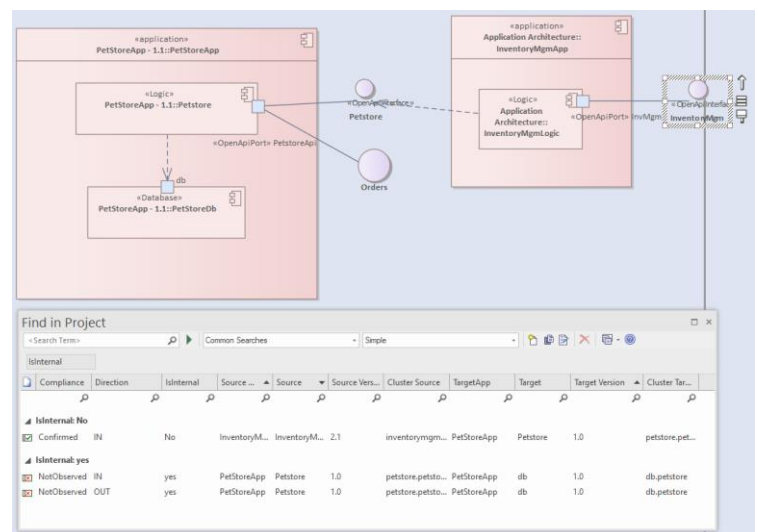 «application»
PetStoreApp - 1.1::PetStoreApp
«Logic»
PetStoreApp - 1.1::Petstore
«OpenApiPort» PetstoreApi
db
«Database»
PetStoreApp - 1.1::PetStoreDb
«OpenApiInterface»
Petstore
Orders
«application»
Application Architecture::
InventoryMgmApp
«Logic»
Application
Architecture::
InventoryMgmLogic
«OpenApiPort» InvMgm
«OpenApiInterfac
InventoryMgm
Find in Project
<Search Term>
Common Searches
Simple
IsInternal
Compliance Direction IsInternal Source ... Source Source Vers... Cluster Source TargetApp Target Target Version Cluster Tar...
IsInternal: No
Confirmed IN No InventoryM... InventoryM... 2.1 inventorymgm... PetStoreApp Petstore 1.0 petstore.pet...
IsInternal: yes
NotObserved IN yes PetStoreApp Petstore 1.0 petstore.petsto... PetStoreApp db 1.0 db.petstore
NotObserved OUT yes PetStoreApp Petstore 1.0 petstore.petsto... PetStoreApp db 1.0 db.petstore